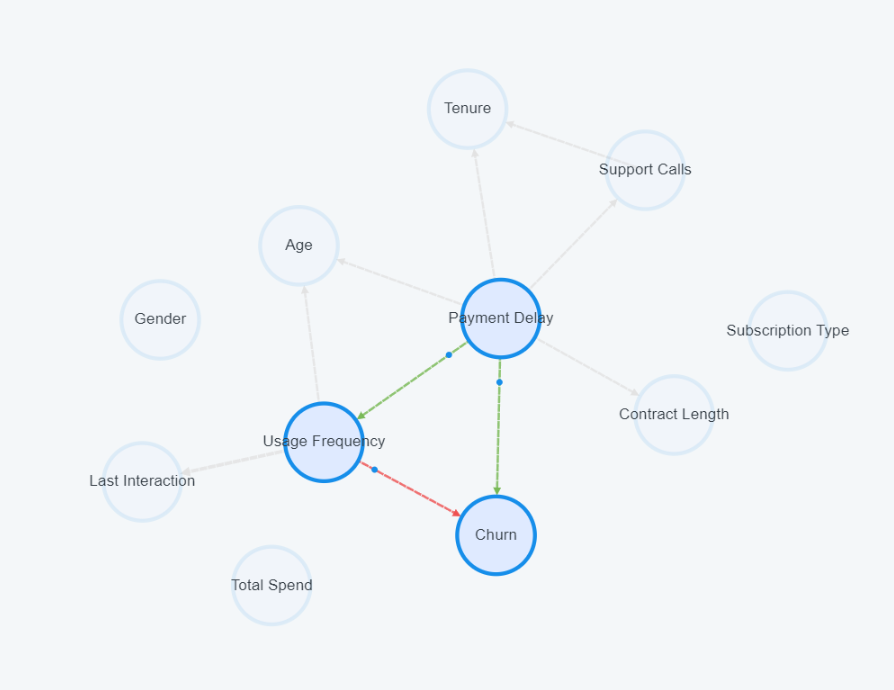 Tenure
Support Calls
Age
Gender
Payment Delay
Subscription Type
Contract Length
Usage Frequency
Last Interaction
Churn
Total Spend